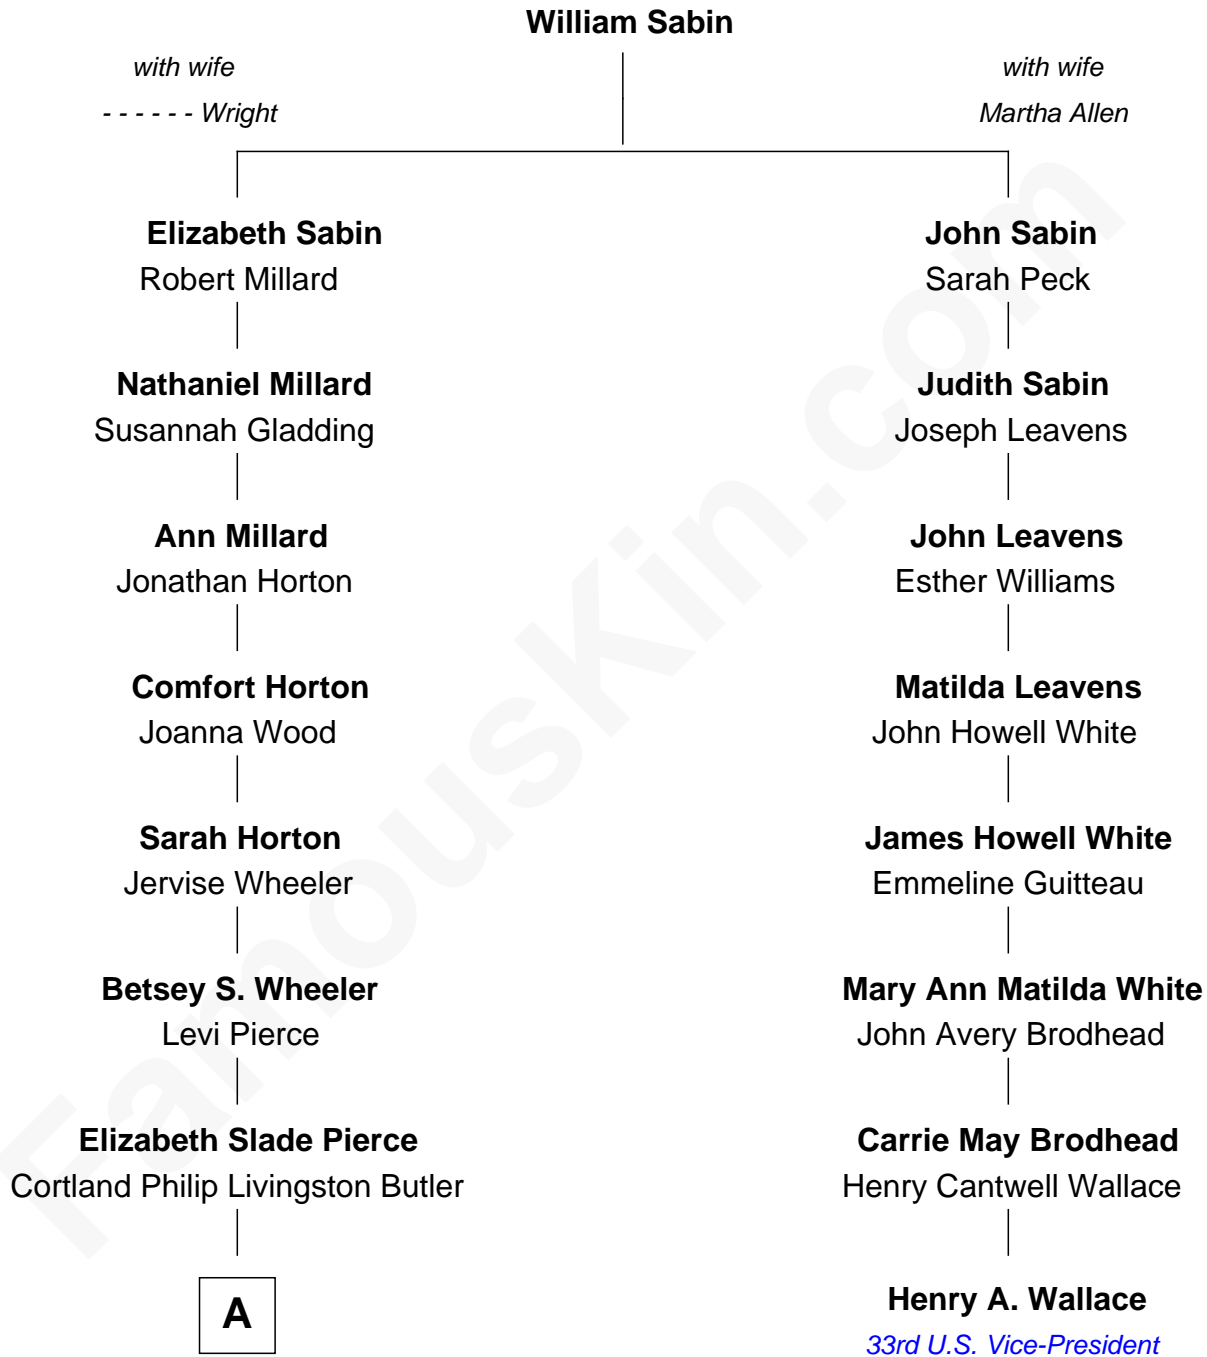 William Sabin
with wife
- - - - - - Wright
with wife
Martha Allen
Elizabeth Sabin
Robert Millard
John Sabin
Sarah Peck
Nathaniel Millard
Susannah Gladding
Judith Sabin
Joseph Leavens
Ann Millard
Jonathan Horton
John Leavens
Esther Williams
Comfort Horton
Joanna Wood
Matilda Leavens
John Howell White
Sarah Horton
Jervise Wheeler
James Howell White
Emmeline Guitteau
Betsey S. Wheeler
Levi Pierce
Mary Ann Matilda White
John Avery Brodhead
Elizabeth Slade Pierce
Cortland Philip Livingston Butler
Carrie May Brodhead
Henry Cantwell Wallace
A
Henry A. Wallace
33rd U.S. Vice-President
FamousKin.com